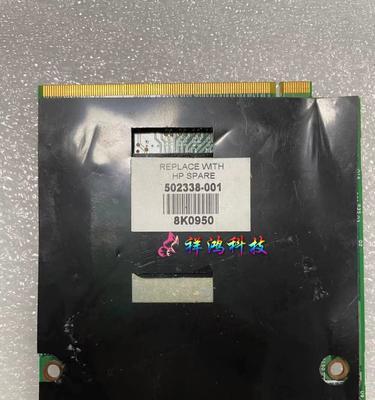 REPLACE WITH
HP SPARE
502338-001
8K0950
祥鸿科技